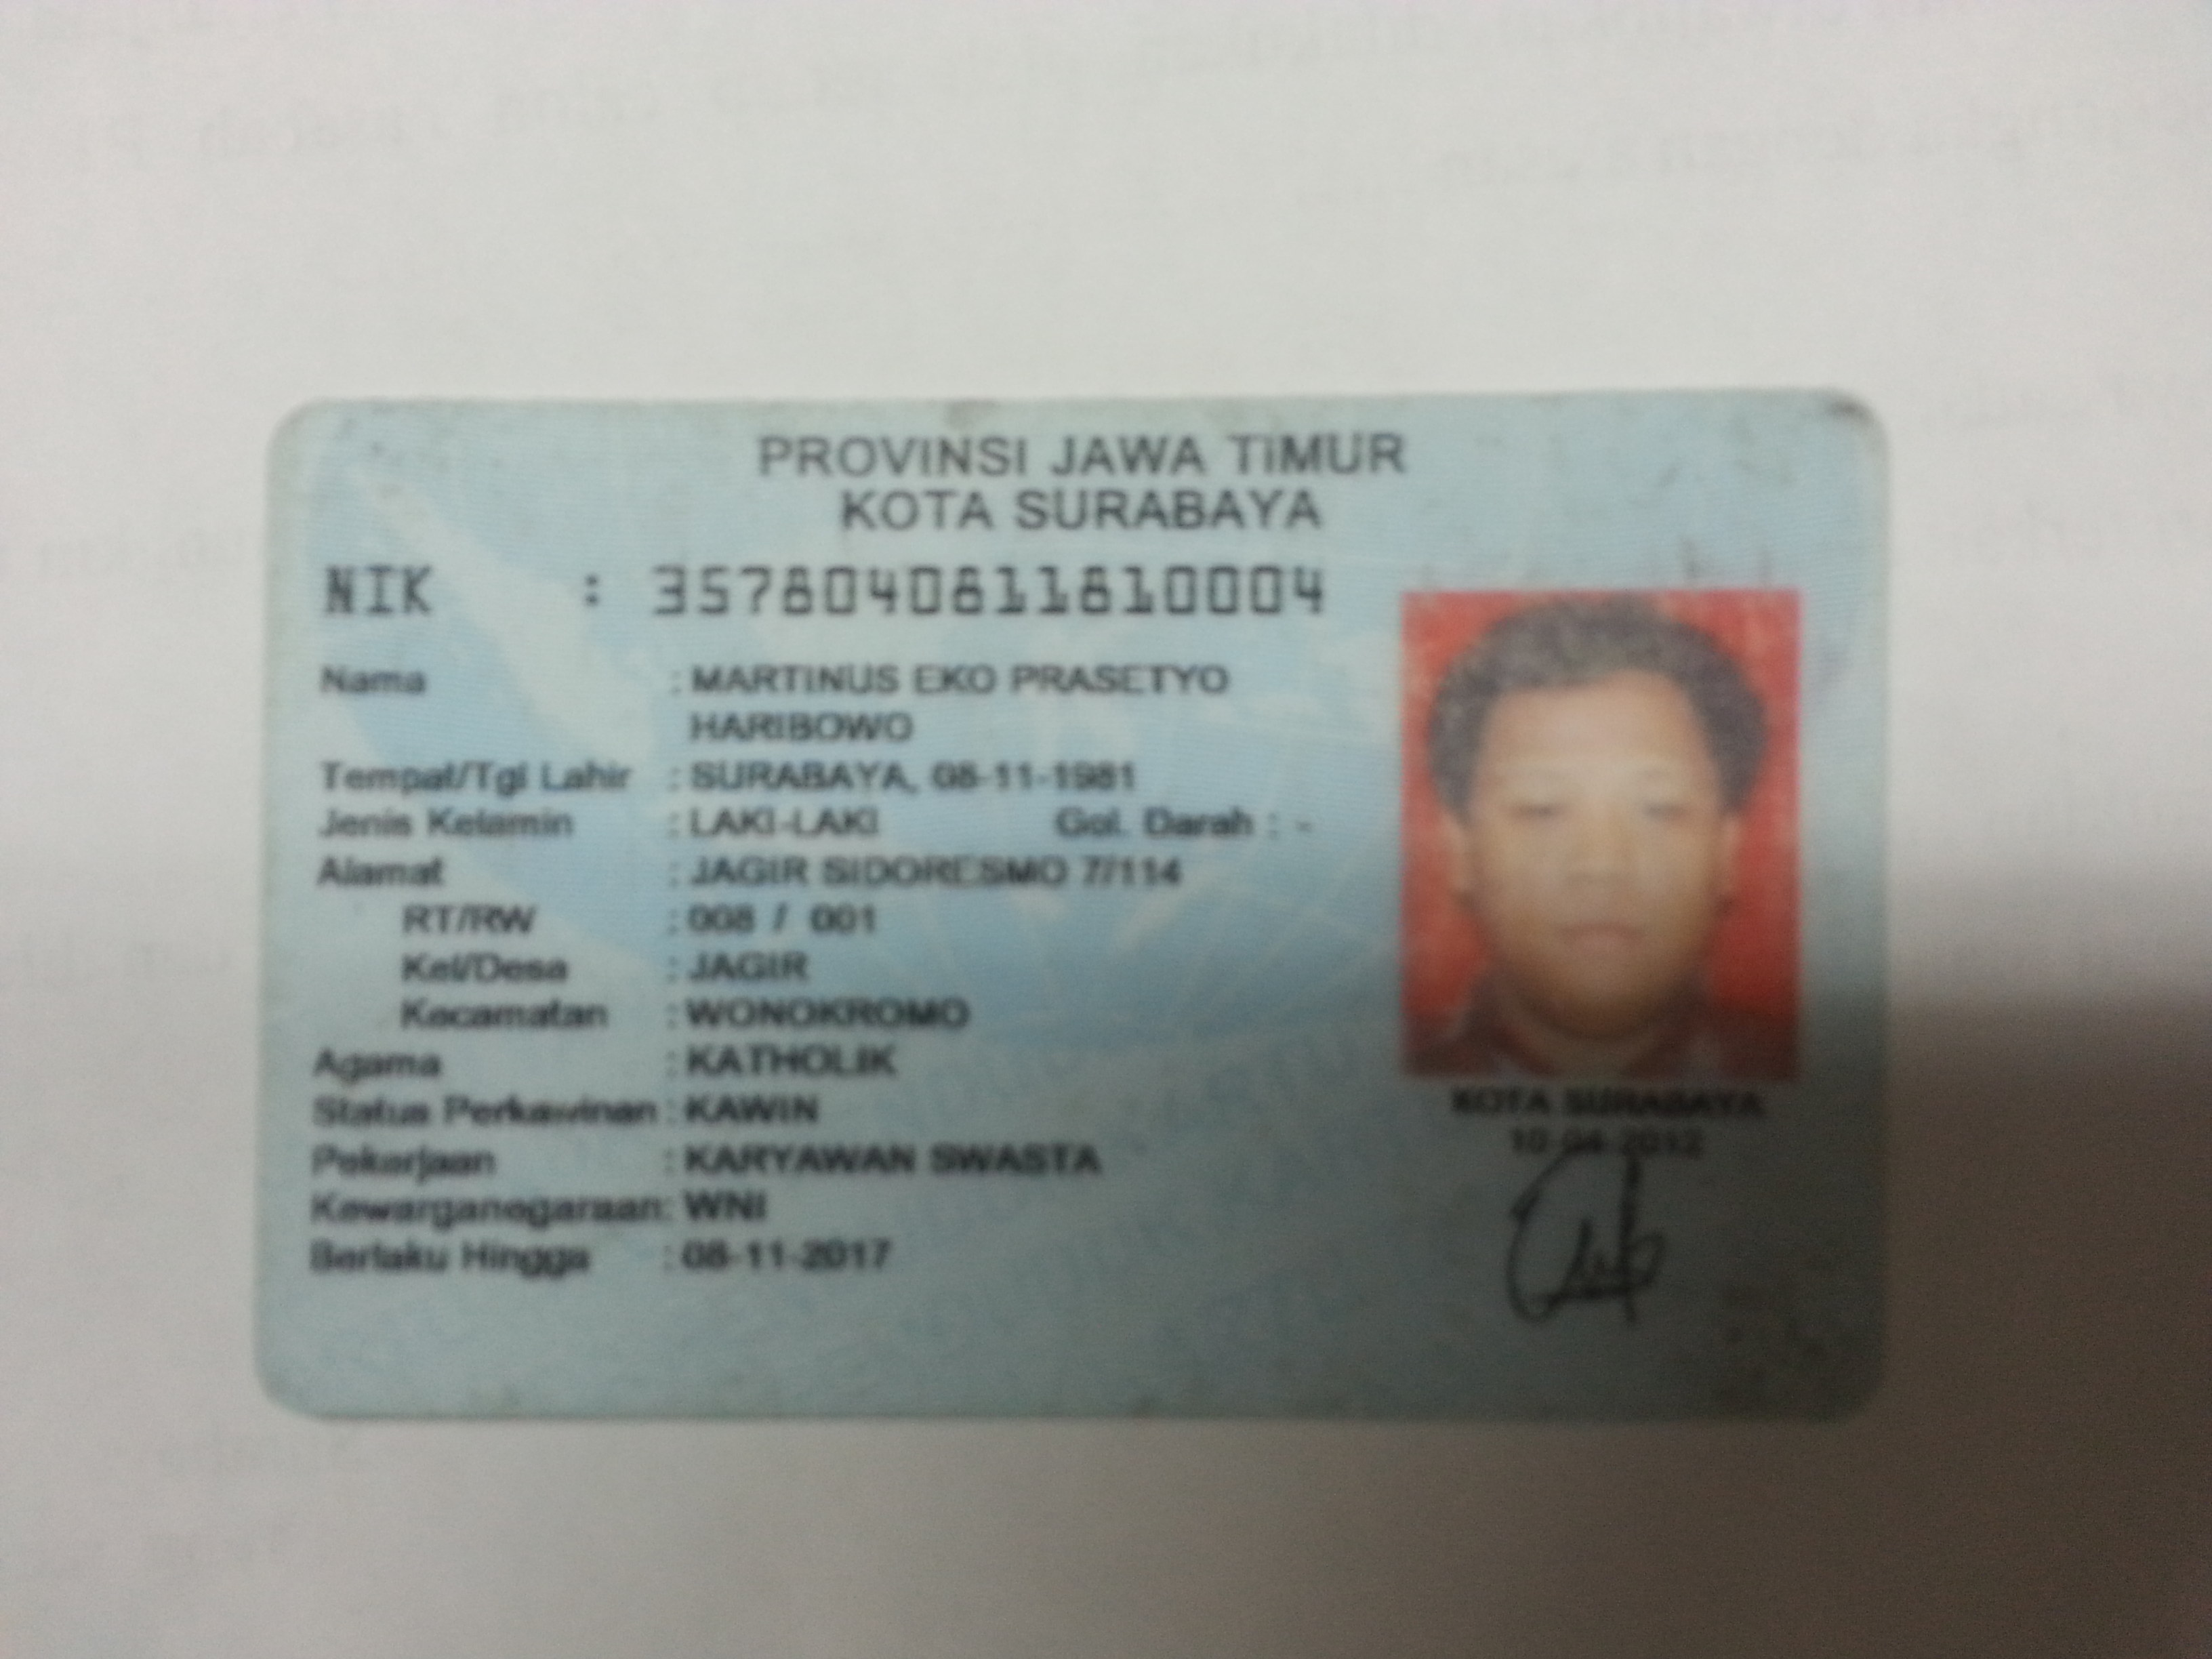 PROVINSI JAWA TIMUR
KOTA SURABAYA
NIK : 3578040811810004
Nama : MARTINUS EKO PRASETYO
HARIBOWO
Tempat/Tgl Lahir : SURABAYA, 08-11-1981
Jenis Kelamin : LAKI-LAKI Gol. Darah : -
Alamat : JAGIR SIDORESMO 7/114
RT/RW : 008 / 001
Kel/Desa : JAGIR
Kecamatan : WONOKROMO
Agama : KATHOLIK
Status Perkawinan : KAWIN
Pekerjaan : KARYAWAN SWASTA
Kewarganegaraan : WNI
Berlaku Hingga : 08-11-2017
KOTA SURABAYA
10-04-2012